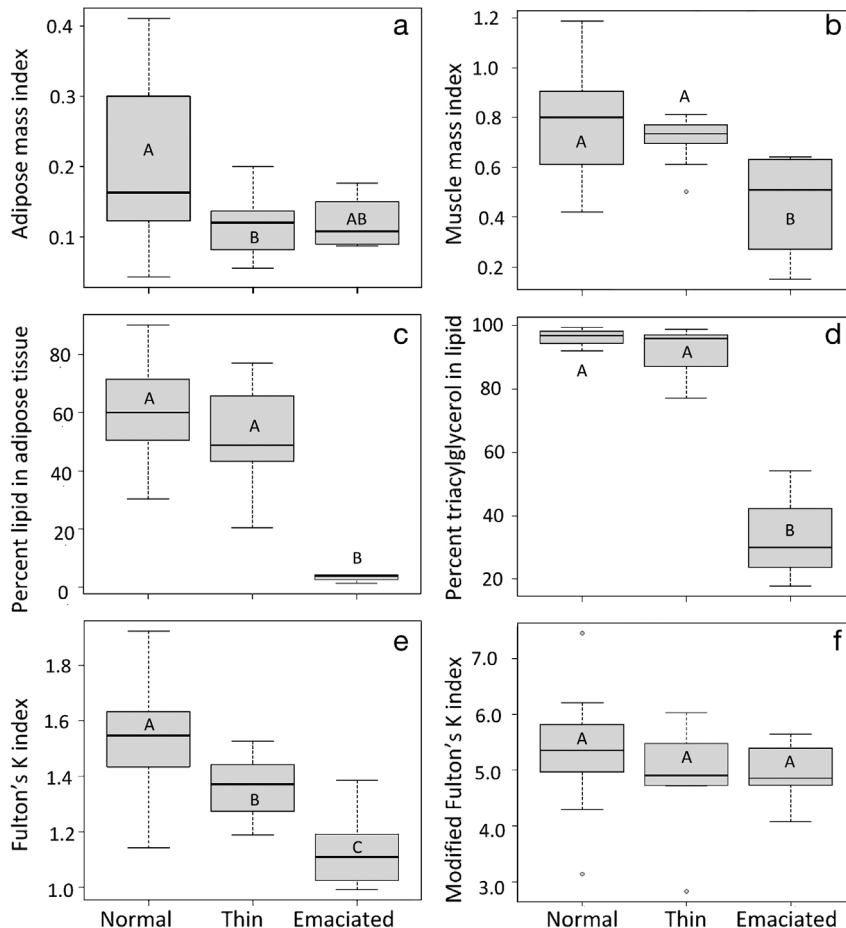 a
Adipose mass index
0.4
0.3
0.2
0.1
A
B
AB
b
Muscle mass index
1.2
1.0
0.8
0.6
0.4
0.2
A
A
B
c
Percent lipid in adipose tissue
80
60
40
20
0
A
A
B
d
Percent triacylglycerol in lipid
100
80
60
40
20
A
A
B
e
Fulton's K index
1.8
1.6
1.4
1.2
1.0
A
B
C
Normal Thin Emaciated
f
Modified Fulton's K index
7.0
6.0
5.0
4.0
3.0
A
A
A
Normal Thin Emaciated